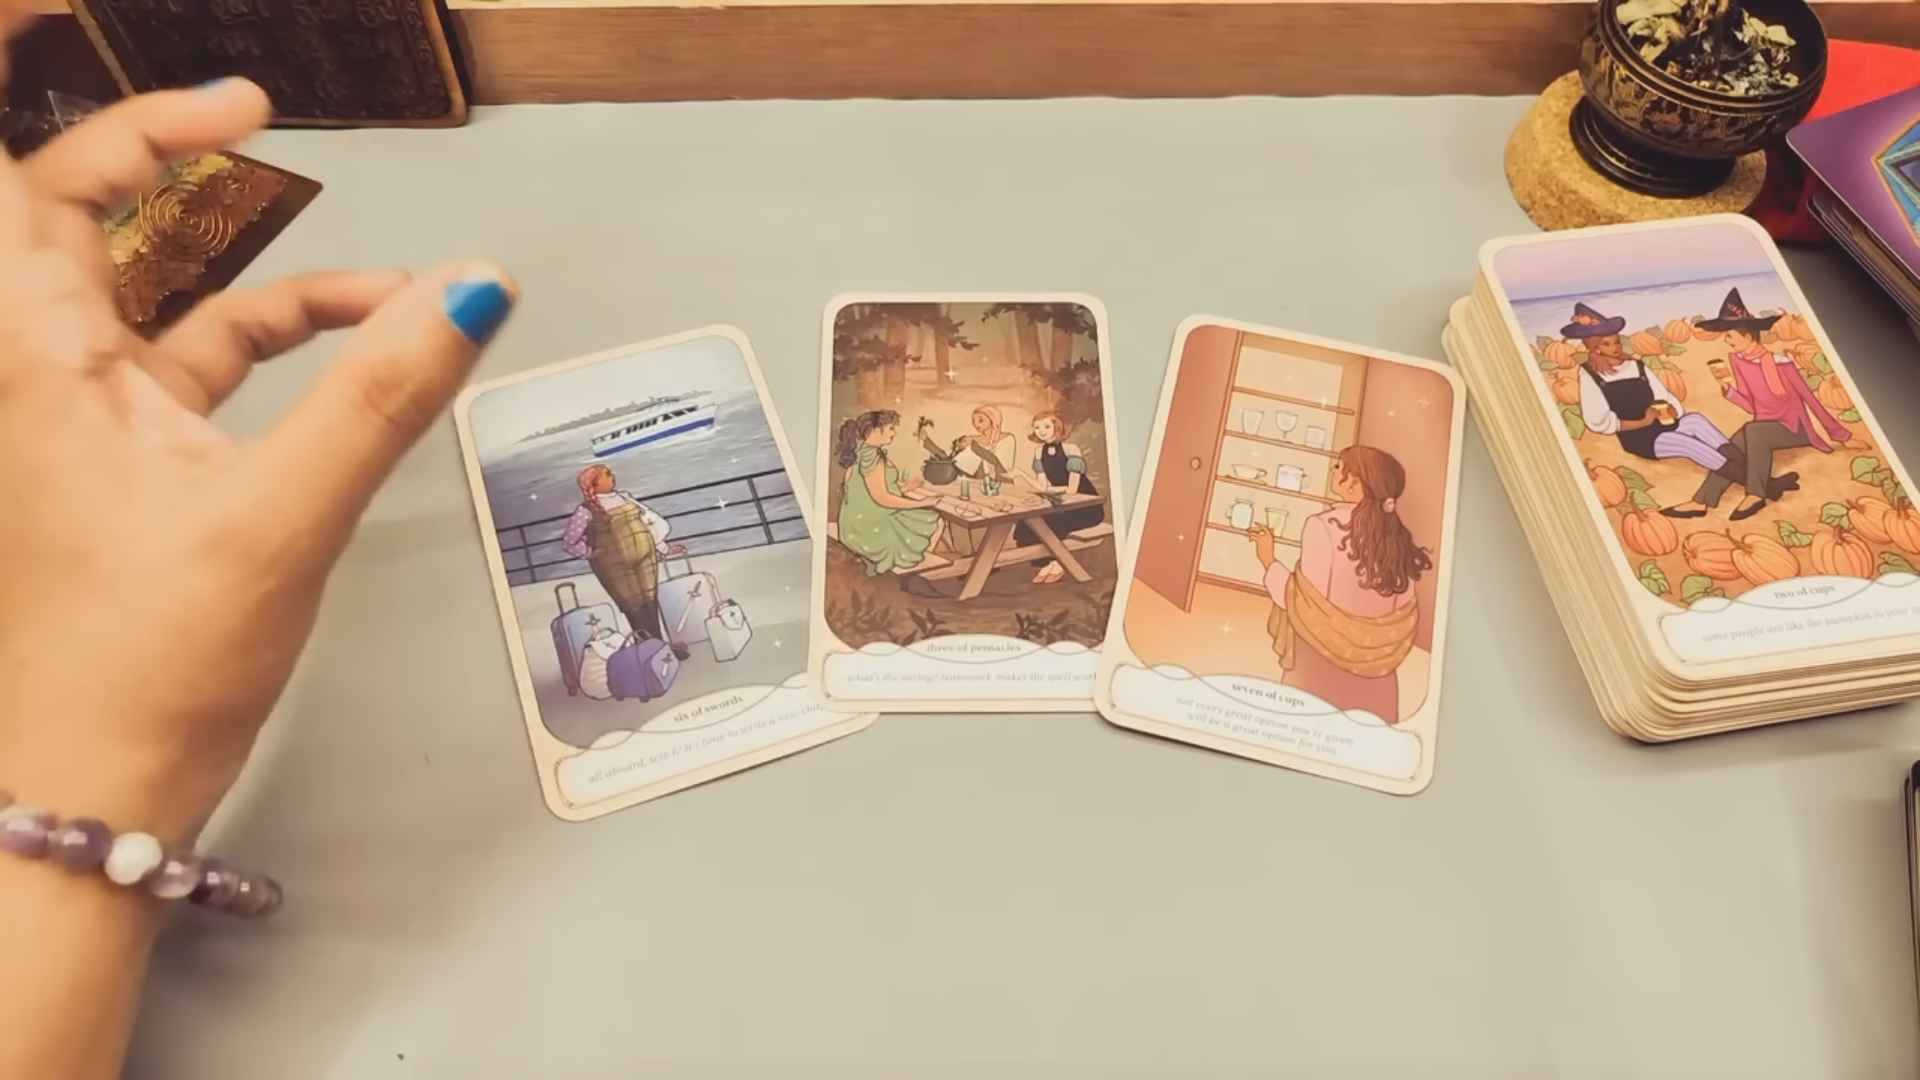 six of swords
all aboard, witch! it's time to write a new
three of pentacles
what's the saying? teamwork makes the spell work
seven of cups
not every great option you're given
will be a great option for you.
two of cups
some people are like the pumpkin in your